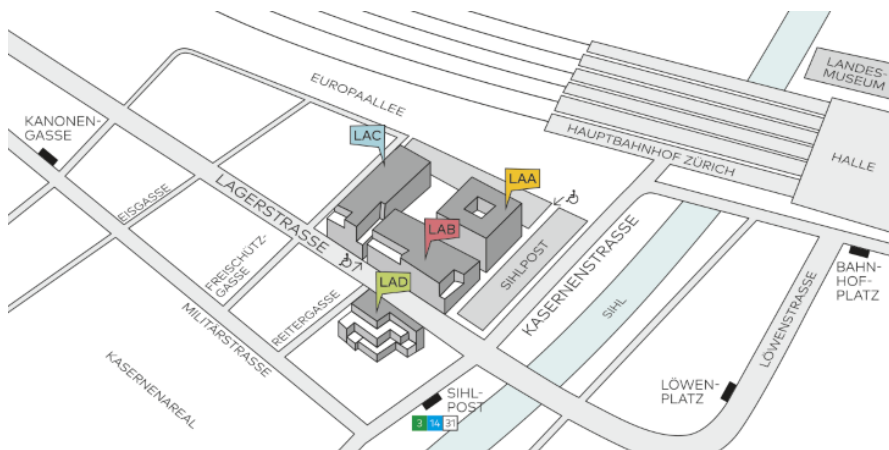 LANDES-
MUSEUM
EUROPAALLEE
KANONEN-
GASSE
HAUPTBAHNHOF ZÜRICH
HALLE
LAC
LAA
LAGERSTRASSE
EISGASSE
LAB
SIHLPOST
KASERNENSTRASSE
FREISCHÜTZ-
GASSE
BAHN-
HOF-
PLATZ
LAD
SIHL
LÖWENSTRASSE
REITERGASSE
MILITÄRSTRASSE
KASERNENAREAL
SIHL-
POST
3 14 31
LÖWEN-
PLATZ